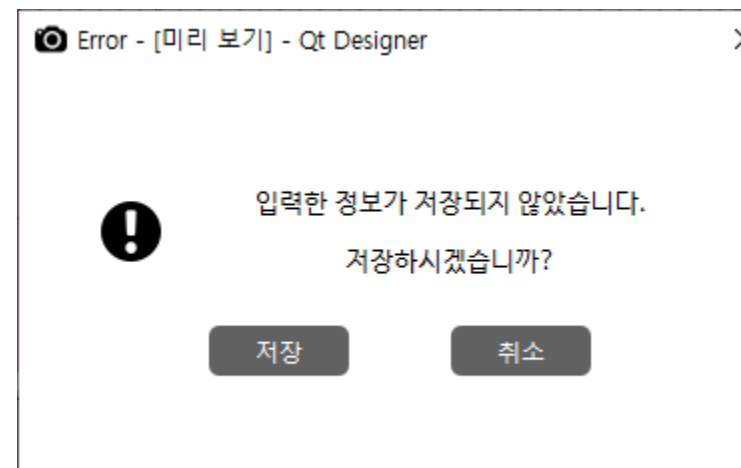 Error - [미리 보기] - Qt Designer
입력한 정보가 저장되지 않았습니다.
저장하시겠습니까?
저장
취소